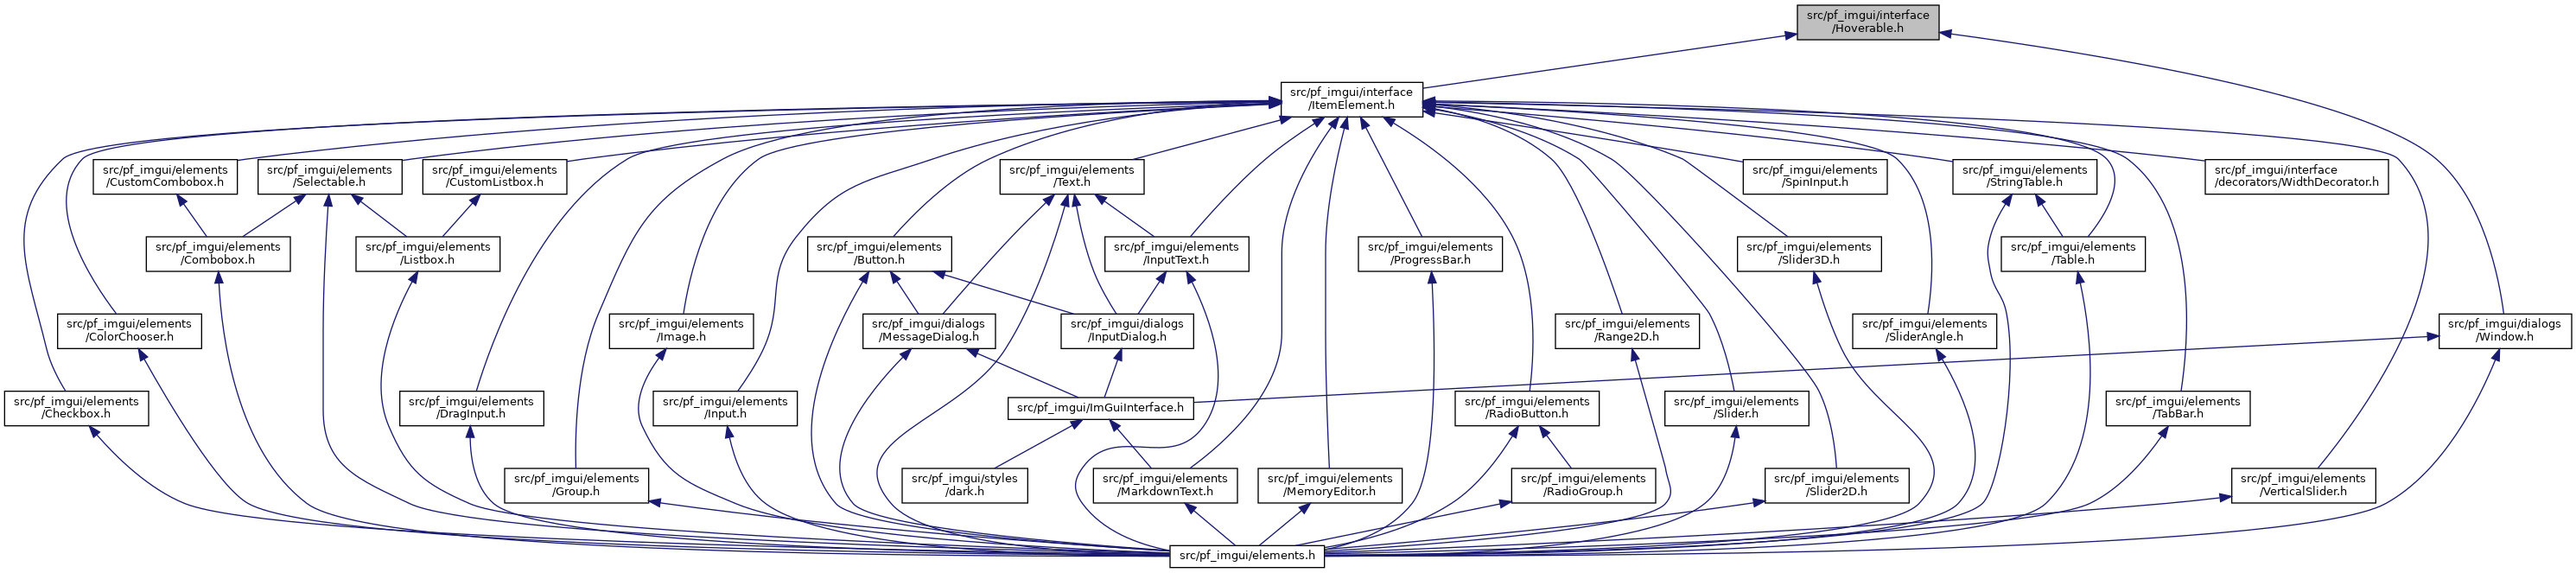 src/pf_imgui/interface
/Hoverable.h
src/pf_imgui/interface
/ItemElement.h
src/pf_imgui/elements
/CustomCombobox.h
src/pf_imgui/elements
/Selectable.h
src/pf_imgui/elements
/CustomListbox.h
src/pf_imgui/elements
/Text.h
src/pf_imgui/elements
/SpinInput.h
src/pf_imgui/elements
/StringTable.h
src/pf_imgui/interface
/decorators/WidthDecorator.h
src/pf_imgui/elements
/Combobox.h
src/pf_imgui/elements
/Listbox.h
src/pf_imgui/elements
/Button.h
src/pf_imgui/elements
/InputText.h
src/pf_imgui/elements
/ProgressBar.h
src/pf_imgui/elements
/Slider3D.h
src/pf_imgui/elements
/Table.h
src/pf_imgui/elements
/ColorChooser.h
src/pf_imgui/elements
/Image.h
src/pf_imgui/dialogs
/MessageDialog.h
src/pf_imgui/dialogs
/InputDialog.h
src/pf_imgui/elements
/Range2D.h
src/pf_imgui/elements
/SliderAngle.h
src/pf_imgui/dialogs
/Window.h
src/pf_imgui/elements
/Checkbox.h
src/pf_imgui/elements
/DragInput.h
src/pf_imgui/elements
/Input.h
src/pf_imgui/ImGuiInterface.h
src/pf_imgui/elements
/RadioButton.h
src/pf_imgui/elements
/Slider.h
src/pf_imgui/elements
/TabBar.h
src/pf_imgui/elements
/Group.h
src/pf_imgui/styles
/dark.h
src/pf_imgui/elements
/MarkdownText.h
src/pf_imgui/elements
/MemoryEditor.h
src/pf_imgui/elements
/RadioGroup.h
src/pf_imgui/elements
/Slider2D.h
src/pf_imgui/elements
/VerticalSlider.h
src/pf_imgui/elements.h